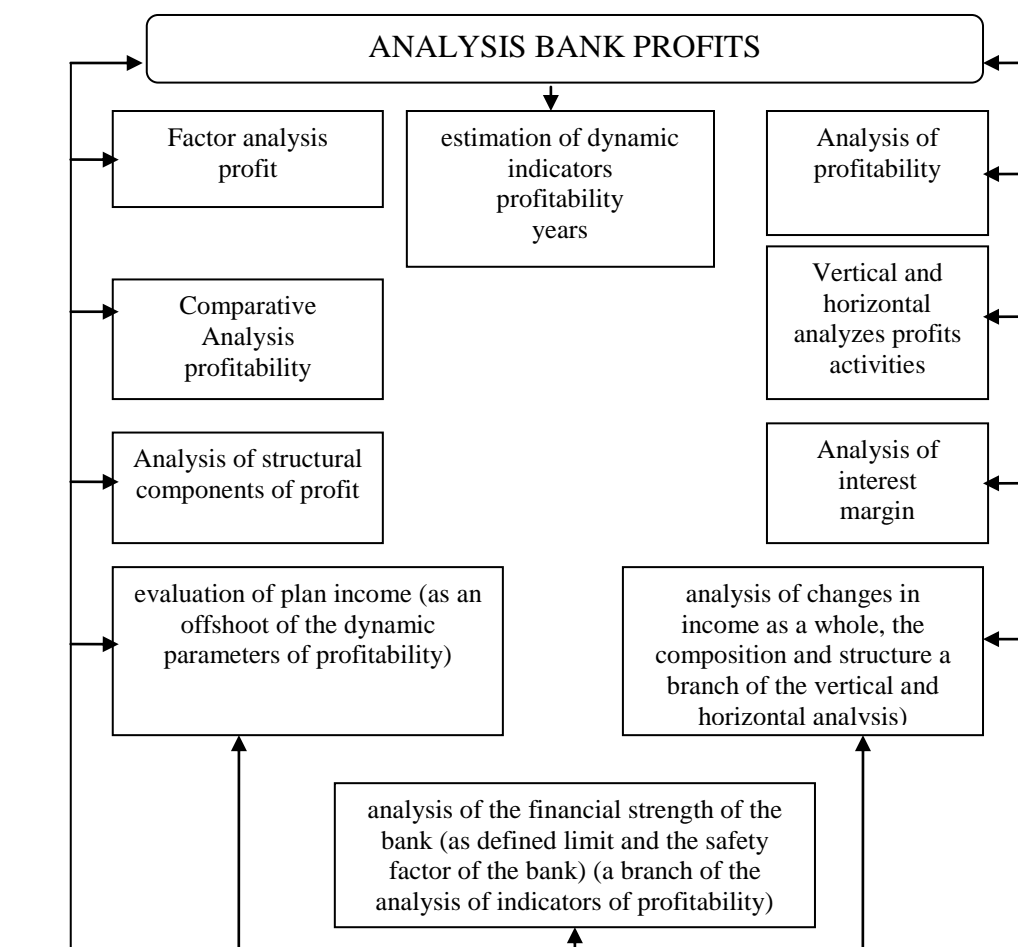 ANALYSIS BANK PROFITS
Factor analysis
profit
estimation of dynamic
indicators
profitability
years
Analysis of
profitability
Comparative
Analysis
profitability
Vertical and
horizontal
analyzes profits
activities
Analysis of structural
components of profit
Analysis of
interest
margin
evaluation of plan income (as an
offshoot of the dynamic
parameters of profitability)
analysis of changes in
income as a whole, the
composition and structure a
branch of the vertical and
horizontal analysis)
analysis of the financial strength of the
bank (as defined limit and the safety
factor of the bank) (a branch of the
analysis of indicators of profitability)